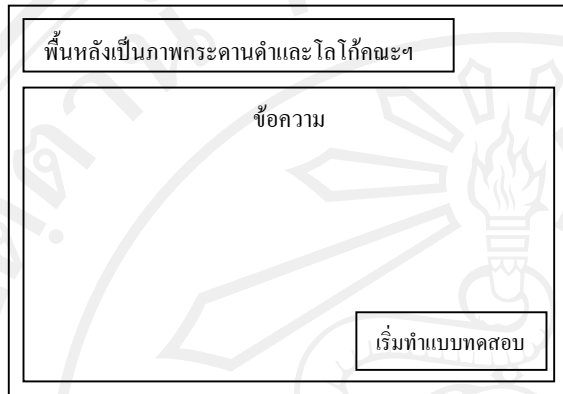 พื้นหลังเป็นภาพกระดานดำและโลโก้คณะฯ
ข้อความ
เริ่มทำแบบทดสอบ